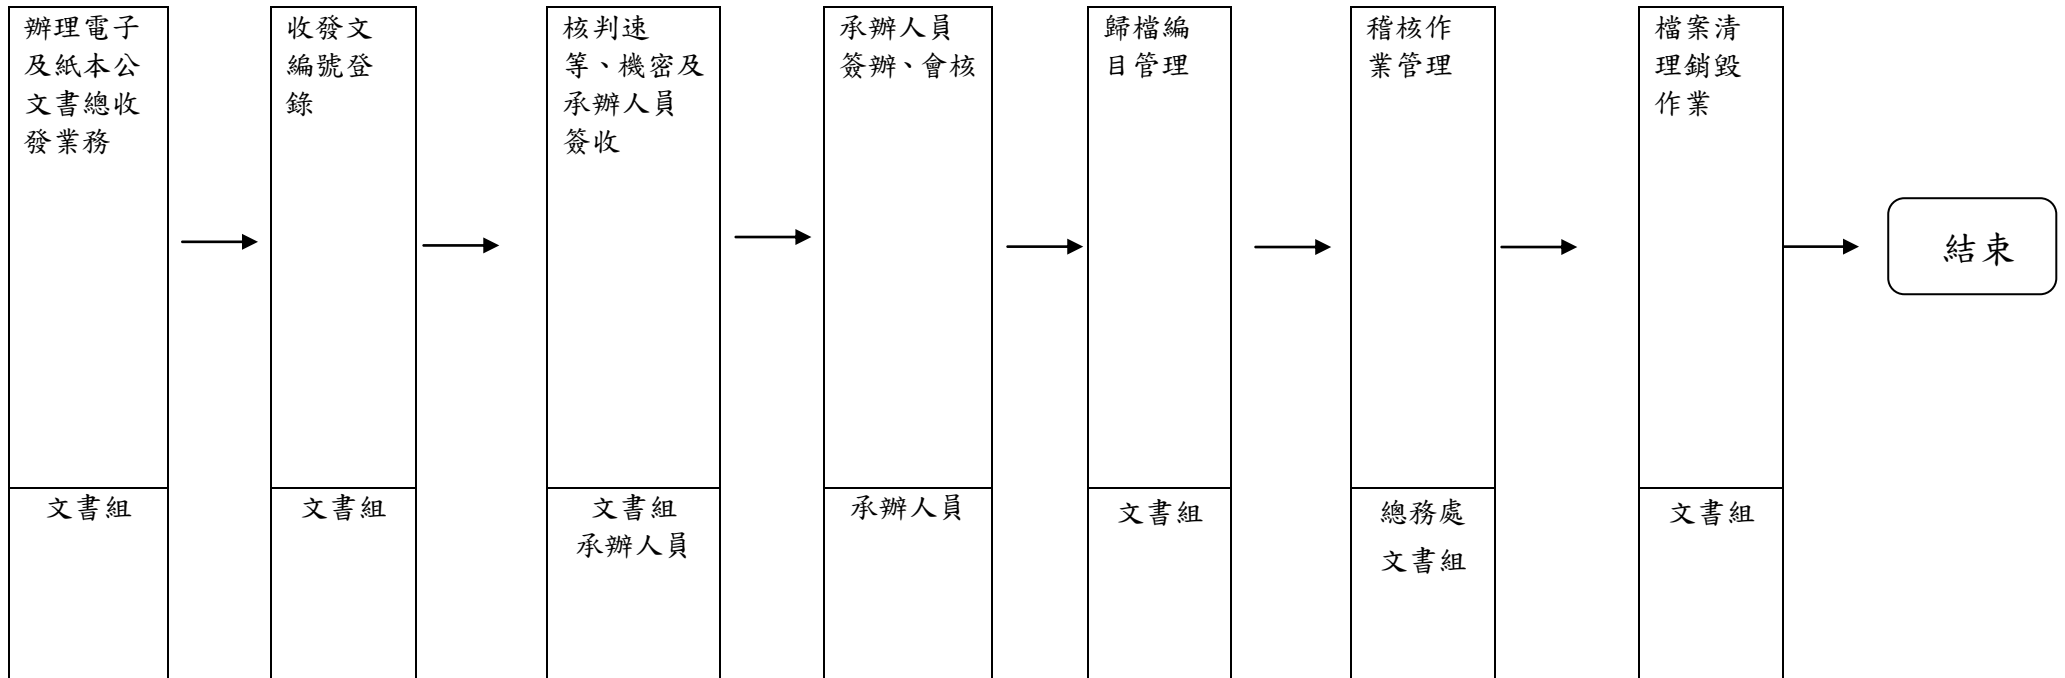 辦理電子
及紙本公
文書總收
發業務
文書組
收發文
編號登
錄
文書組
核判速
等、機密及
承辦人員
簽收
文書組
承辦人員
承辦人員
簽辦、會核
承辦人員
歸檔編
目管理
文書組
稽核作
業管理
總務處
文書組
檔案清
理銷毀
作業
文書組
結束